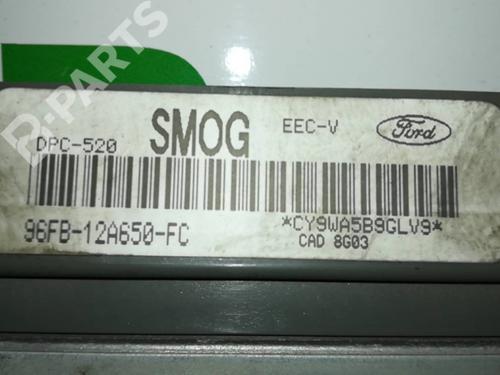 B-PARTS
DPC-520 SMOG EEC-V Ford
96FB-12A650-FC *CY9WA5B9GLV9*
CAD 8G03